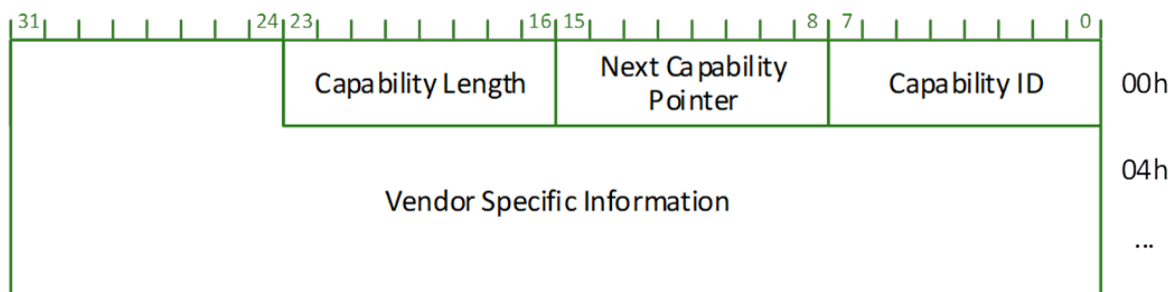 31 24 23 16 15 8 7 0
Capability Length
Next Capability
Pointer
Capability ID
00h
04h
Vendor Specific Information
...